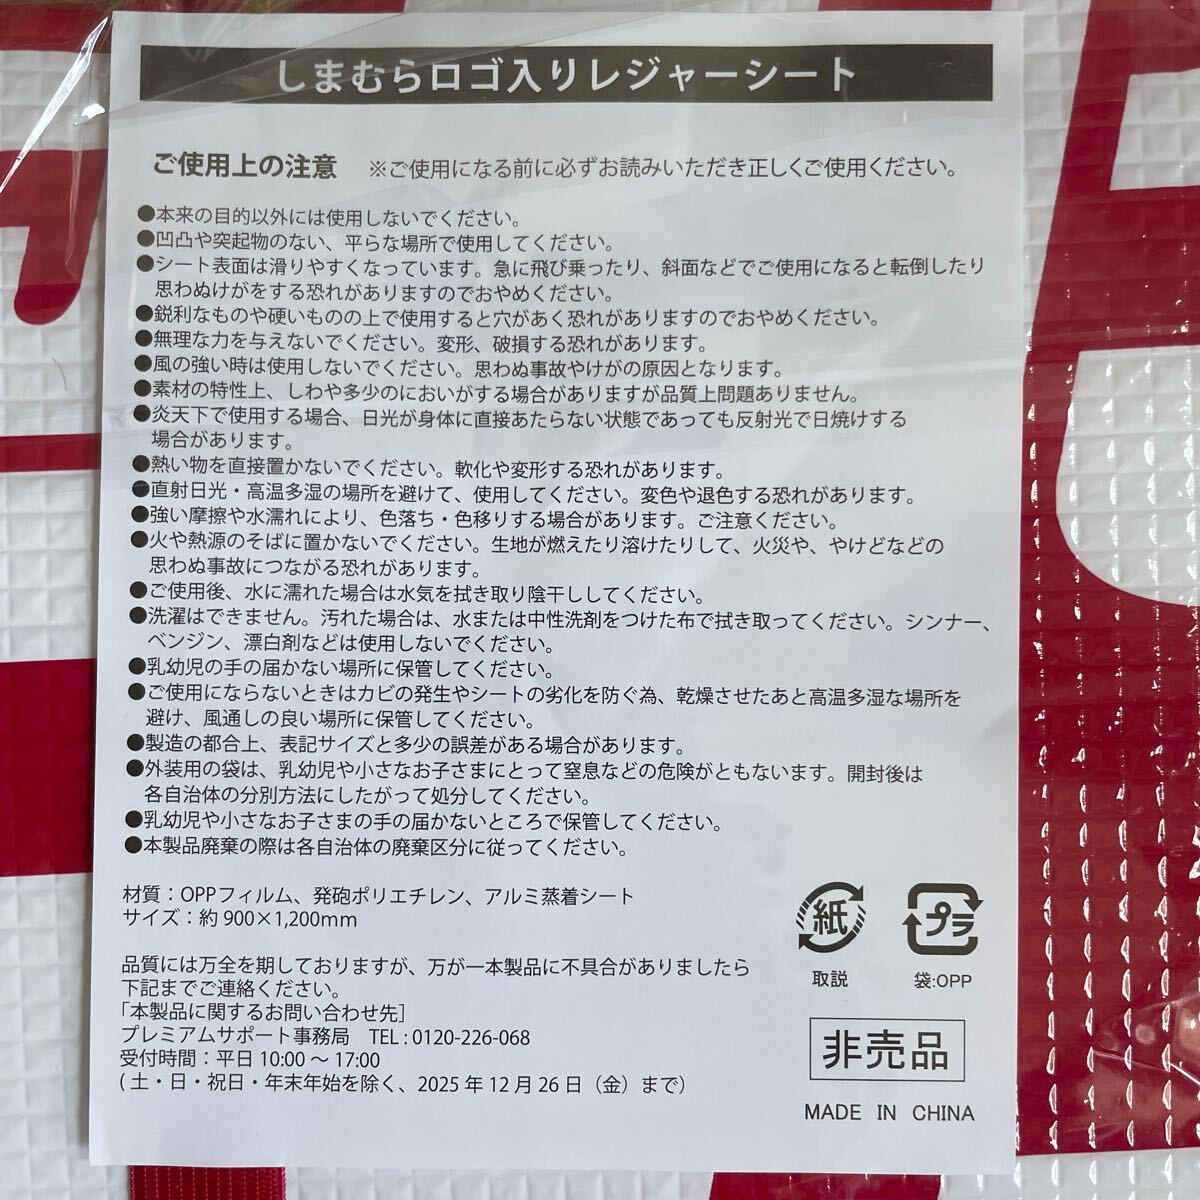 しまむらロゴ入りレジャーシート
ご使用上の注意 ※ご使用になる前に必ずお読みいただき正しくご使用ください。
●本来の目的以外には使用しないでください。
●凹凸や突起物のない、平らな場所で使用してください。
●シート表面は滑りやすくなっています。急に飛び乗ったり、斜面などでご使用になると転倒したり
思わぬけがをする恐れがありますのでおやめください。
●鋭利なものや硬いものの上で使用すると穴があく恐れがありますのでおやめください。
●無理な力を与えないでください。変形、破損する恐れがあります。
●風の強い時は使用しないでください。思わぬ事故やけがの原因となります。
●素材の特性上、しわや多少のにおいがする場合がありますが品質上問題ありません。
●炎天下で使用する場合、日光が身体に直接あたらない状態であっても反射光で日焼けする
場合があります。
●熱い物を直接置かないでください。軟化や変形する恐れがあります。
●直射日光・高温多湿の場所を避けて、使用してください。変色や退色する恐れがあります。
●強い摩擦や水濡れにより、色落ち・色移りする場合があります。ご注意ください。
●火や熱源のそばに置かないでください。生地が燃えたり溶けたりして、火災や、やけどなどの
思わぬ事故につながる恐れがあります。
●ご使用後、水に濡れた場合は水気を拭き取り陰干ししてください。
●洗濯はできません。汚れた場合は、水または中性洗剤をつけた布で拭き取ってください。シンナー、
ベンジン、漂白剤などは使用しないでください。
●乳幼児の手の届かない場所に保管してください。
●ご使用にならないときはカビの発生やシートの劣化を防ぐ為、乾燥させたあと高温多湿な場所を
避け、風通しの良い場所に保管してください。
●製造の都合上、表記サイズと多少の誤差がある場合があります。
●外装用の袋は、乳幼児や小さなお子さまにとって窒息などの危険がともないます。開封後は
各自治体の分別方法にしたがって処分してください。
●乳幼児や小さなお子さまの手の届かないところで保管してください。
●本製品廃棄の際は各自治体の廃棄区分に従ってください。
材質：OPPフィルム、発砲ポリエチレン、アルミ蒸着シート
サイズ：約 900×1,200mm
紙
取説
プラ
袋:OPP
品質には万全を期しておりますが、万が一本製品に不具合がありましたら
下記までご連絡ください。
「本製品に関するお問い合わせ先］
プレミアムサポート事務局 TEL : 0120-226-068
受付時間：平日 10:00 〜 17:00
( 土・日・祝日・年末年始を除く、2025 年 12 月 26 日（金）まで）
非売品
MADE IN CHINA